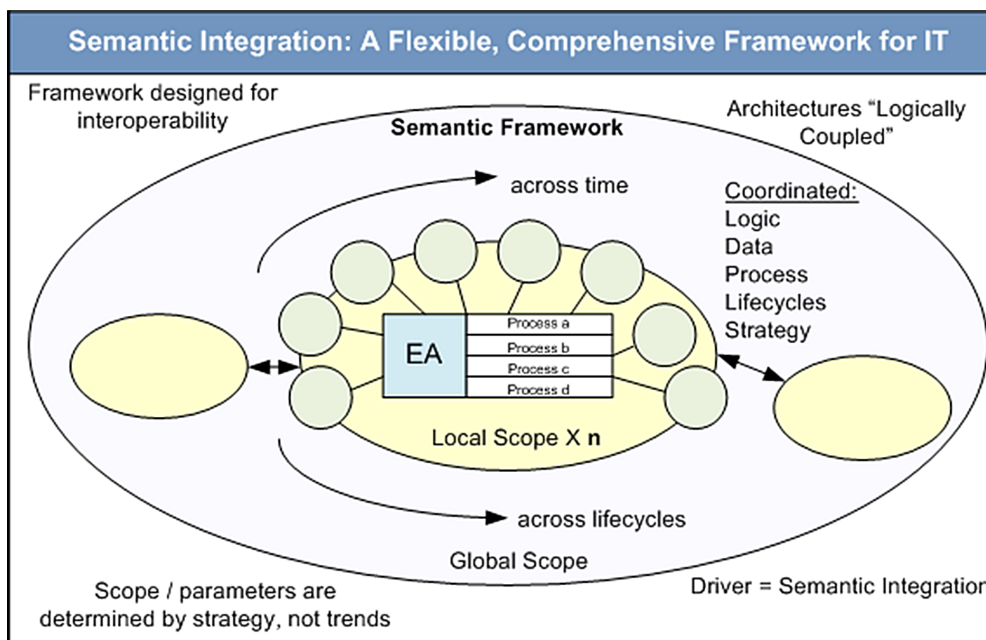 Semantic Integration: A Flexible, Comprehensive Framework for IT
Framework designed for
interoperability
Semantic Framework
Architectures “Logically
Coupled”
across time
Coordinated:
Logic
Data
Process
Lifecycles
Strategy
EA
Process a
Process b
Process c
Process d
Local Scope X n
across lifecycles
Global Scope
Scope / parameters are
determined by strategy, not trends
Driver = Semantic Integration